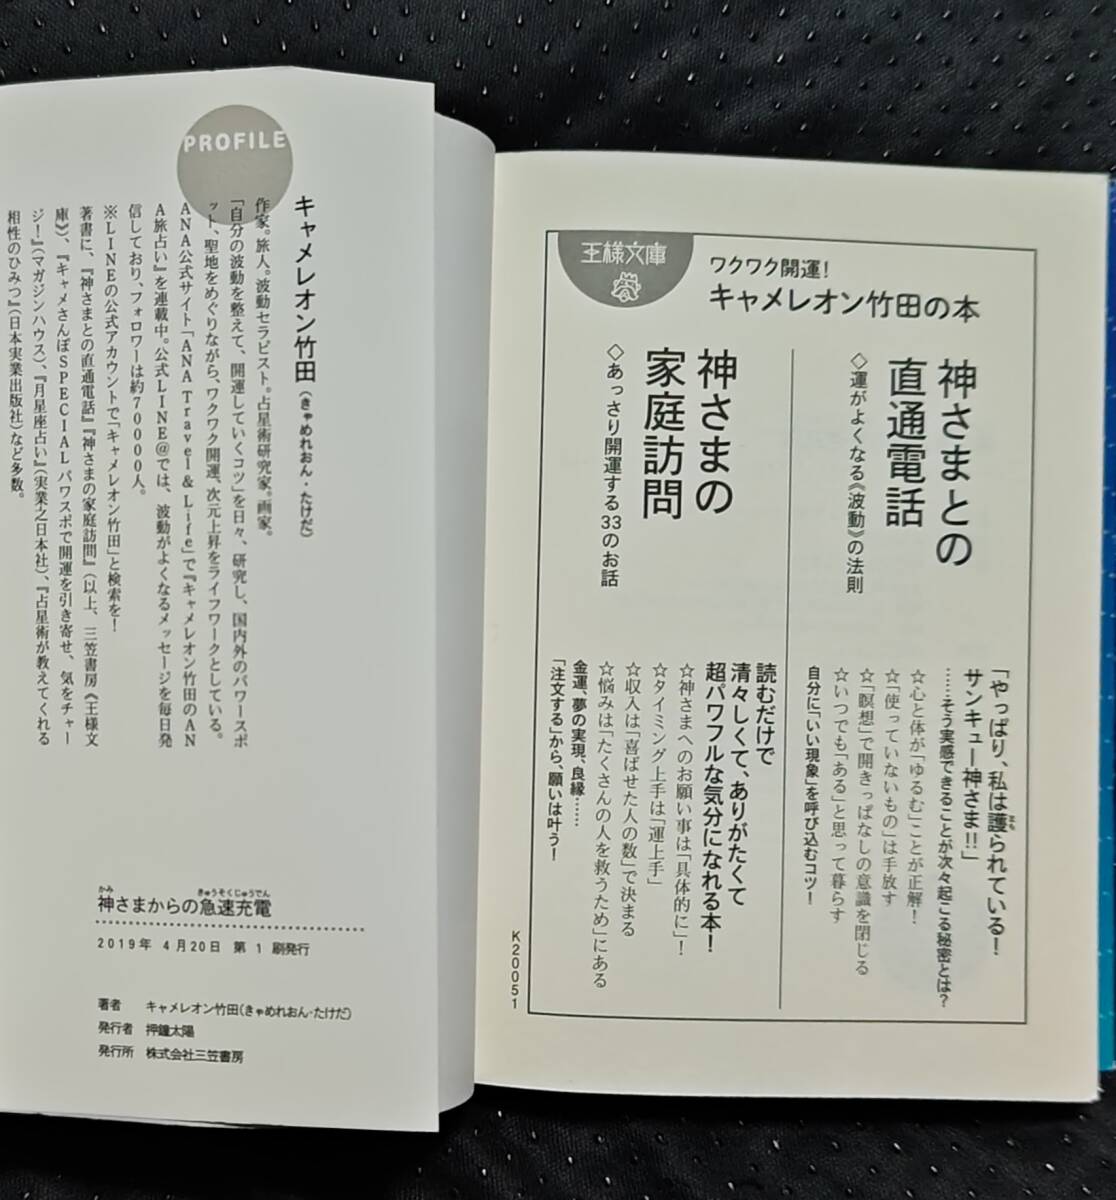 PROFILE
キャメレオン竹田(きゃめれおん・たけだ)
作家。旅人。波動セラピスト。占星術研究家。画家。
「自分の波動を整えて、開運していくコツ」を日々、研究し、国内外のパワースポ
ット、聖地をめぐりながら、ワクワク開運、次元上昇をライフワークとしている。
ANA公式サイト「ANA Travel & Life」で『キャメレオン竹田のAN
A旅占い』を連載中。公式LINE@では、波動がよくなるメッセージを毎日発
信しており、フォロワーは約70000人。
※LINEの公式アカウントで「キャメレオン竹田」と検索を!
著書に、『神さまとの直通電話』『神さまの家庭訪問』(以上、三笠書房《王様文
庫》)、『キャメさんぽSPECIAL パワスポで開運を引き寄せ、気をチャー
ジ!』(マガジンハウス)、『月星座占い』(実業之日本社)、『占星術が教えてくれる
相性のひみつ』(日本実業出版社)など多数。
かみ きゅうそくじゅうでん
神さまからの急速充電
2019年 4月20日 第1刷発行
著者 キャメレオン竹田(きゃめれおん・たけだ)
発行者 押鐘太陽
発行所 株式会社三笠書房
王様文庫
ワクワク開運!
キャメレオン竹田の本
神さまとの
直通電話
◇運がよくなる《波動》の法則
「やっぱり、私は護られている!
まも
サンキュー神さま!!」
……そう実感できることが次々起こる秘密とは?
☆心と体が「ゆるむ」ことが正解!
☆「使っていないもの」は手放す
☆「瞑想」で開きっぱなしの意識を閉じる
☆いつでも「ある」と思って暮らす
自分に「いい現象」を呼び込むコツ!
神さまの
家庭訪問
◇あっさり開運する33のお話
読むだけで
清々しくて、ありがたくて
超パワフルな気分になれる本!
☆神さまへのお願い事は「具体的に」!
☆タイミング上手は「運上手」
☆収入は「喜ばせた人の数」で決まる
☆悩みは「たくさんの人を救うため」にある
金運、夢の実現、良縁……
「注文する」から、願いは叶う!
K20051